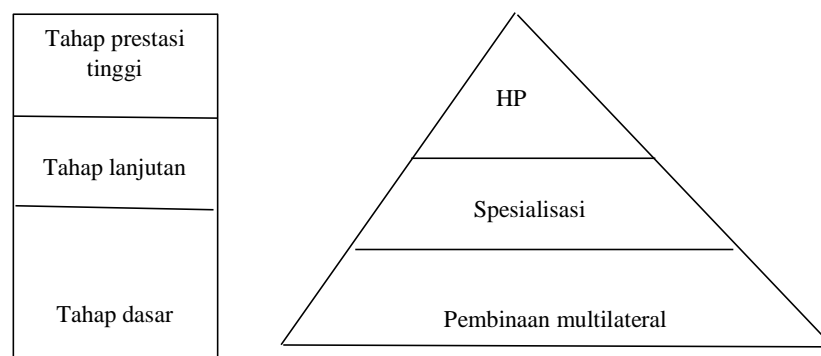 Tahap prestasi
tinggi
HP
Tahap lanjutan
Spesialisasi
Tahap dasar
Pembinaan multilateral